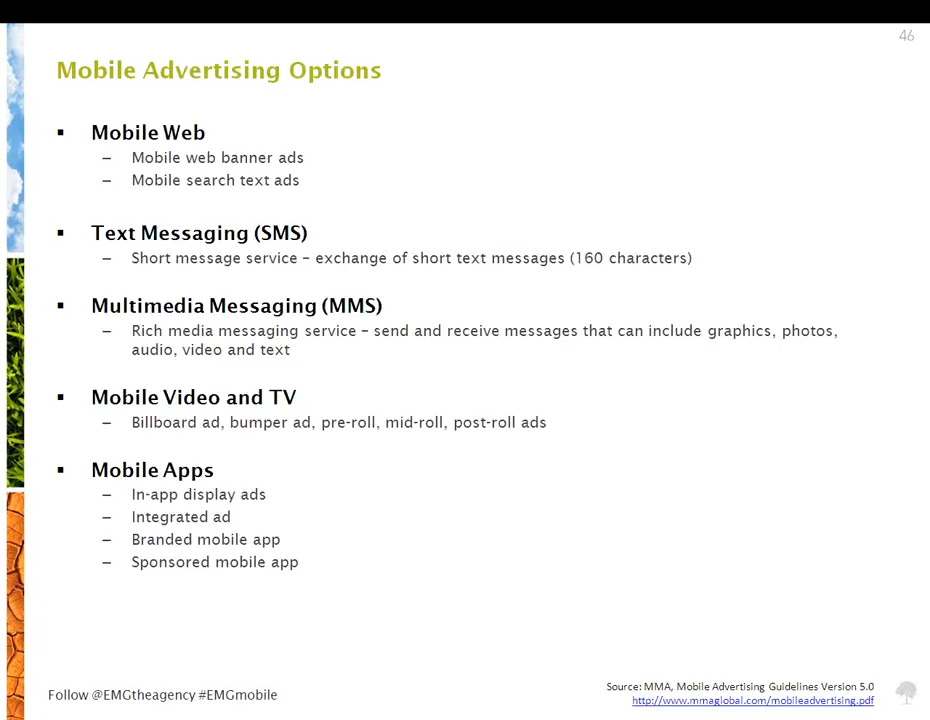 46
Mobile Advertising Options
▪ Mobile Web
– Mobile web banner ads
– Mobile search text ads
▪ Text Messaging (SMS)
– Short message service – exchange of short text messages (160 characters)
▪ Multimedia Messaging (MMS)
– Rich media messaging service – send and receive messages that can include graphics, photos,
audio, video and text
▪ Mobile Video and TV
– Billboard ad, bumper ad, pre-roll, mid-roll, post-roll ads
▪ Mobile Apps
– In-app display ads
– Integrated ad
– Branded mobile app
– Sponsored mobile app
Follow @EMGtheagency #EMGmobile
Source: MMA, Mobile Advertising Guidelines Version 5.0
http://www.mmaglobal.com/mobileadvertising.pdf